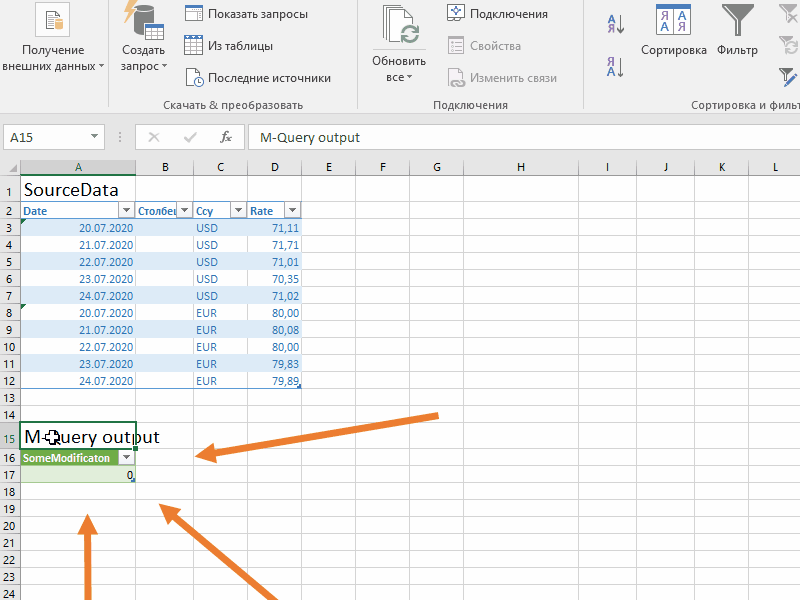 Получение
внешних данных
Создать
запрос
Показать запросы
Из таблицы
Последние источники
Скачать & преобразовать
Обновить
все
Подключения
Свойства
Изменить связи
Подключения
Сортировка
Фильтр
Сортировка и фильт
A15
fx
M-Query output
A B C D E F G H I J K L
1 SourceData
2 Date Столбец Ccy Rate
3 20.07.2020 USD 71,11
4 21.07.2020 USD 71,71
5 22.07.2020 USD 71,01
6 23.07.2020 USD 70,35
7 24.07.2020 USD 71,02
8 20.07.2020 EUR 80,00
9 21.07.2020 EUR 80,08
10 22.07.2020 EUR 80,00
11 23.07.2020 EUR 79,83
12 24.07.2020 EUR 79,89
13
14
15 M-Query output
16 SomeModificaton
17 0
18
19
20
21
22
23
24